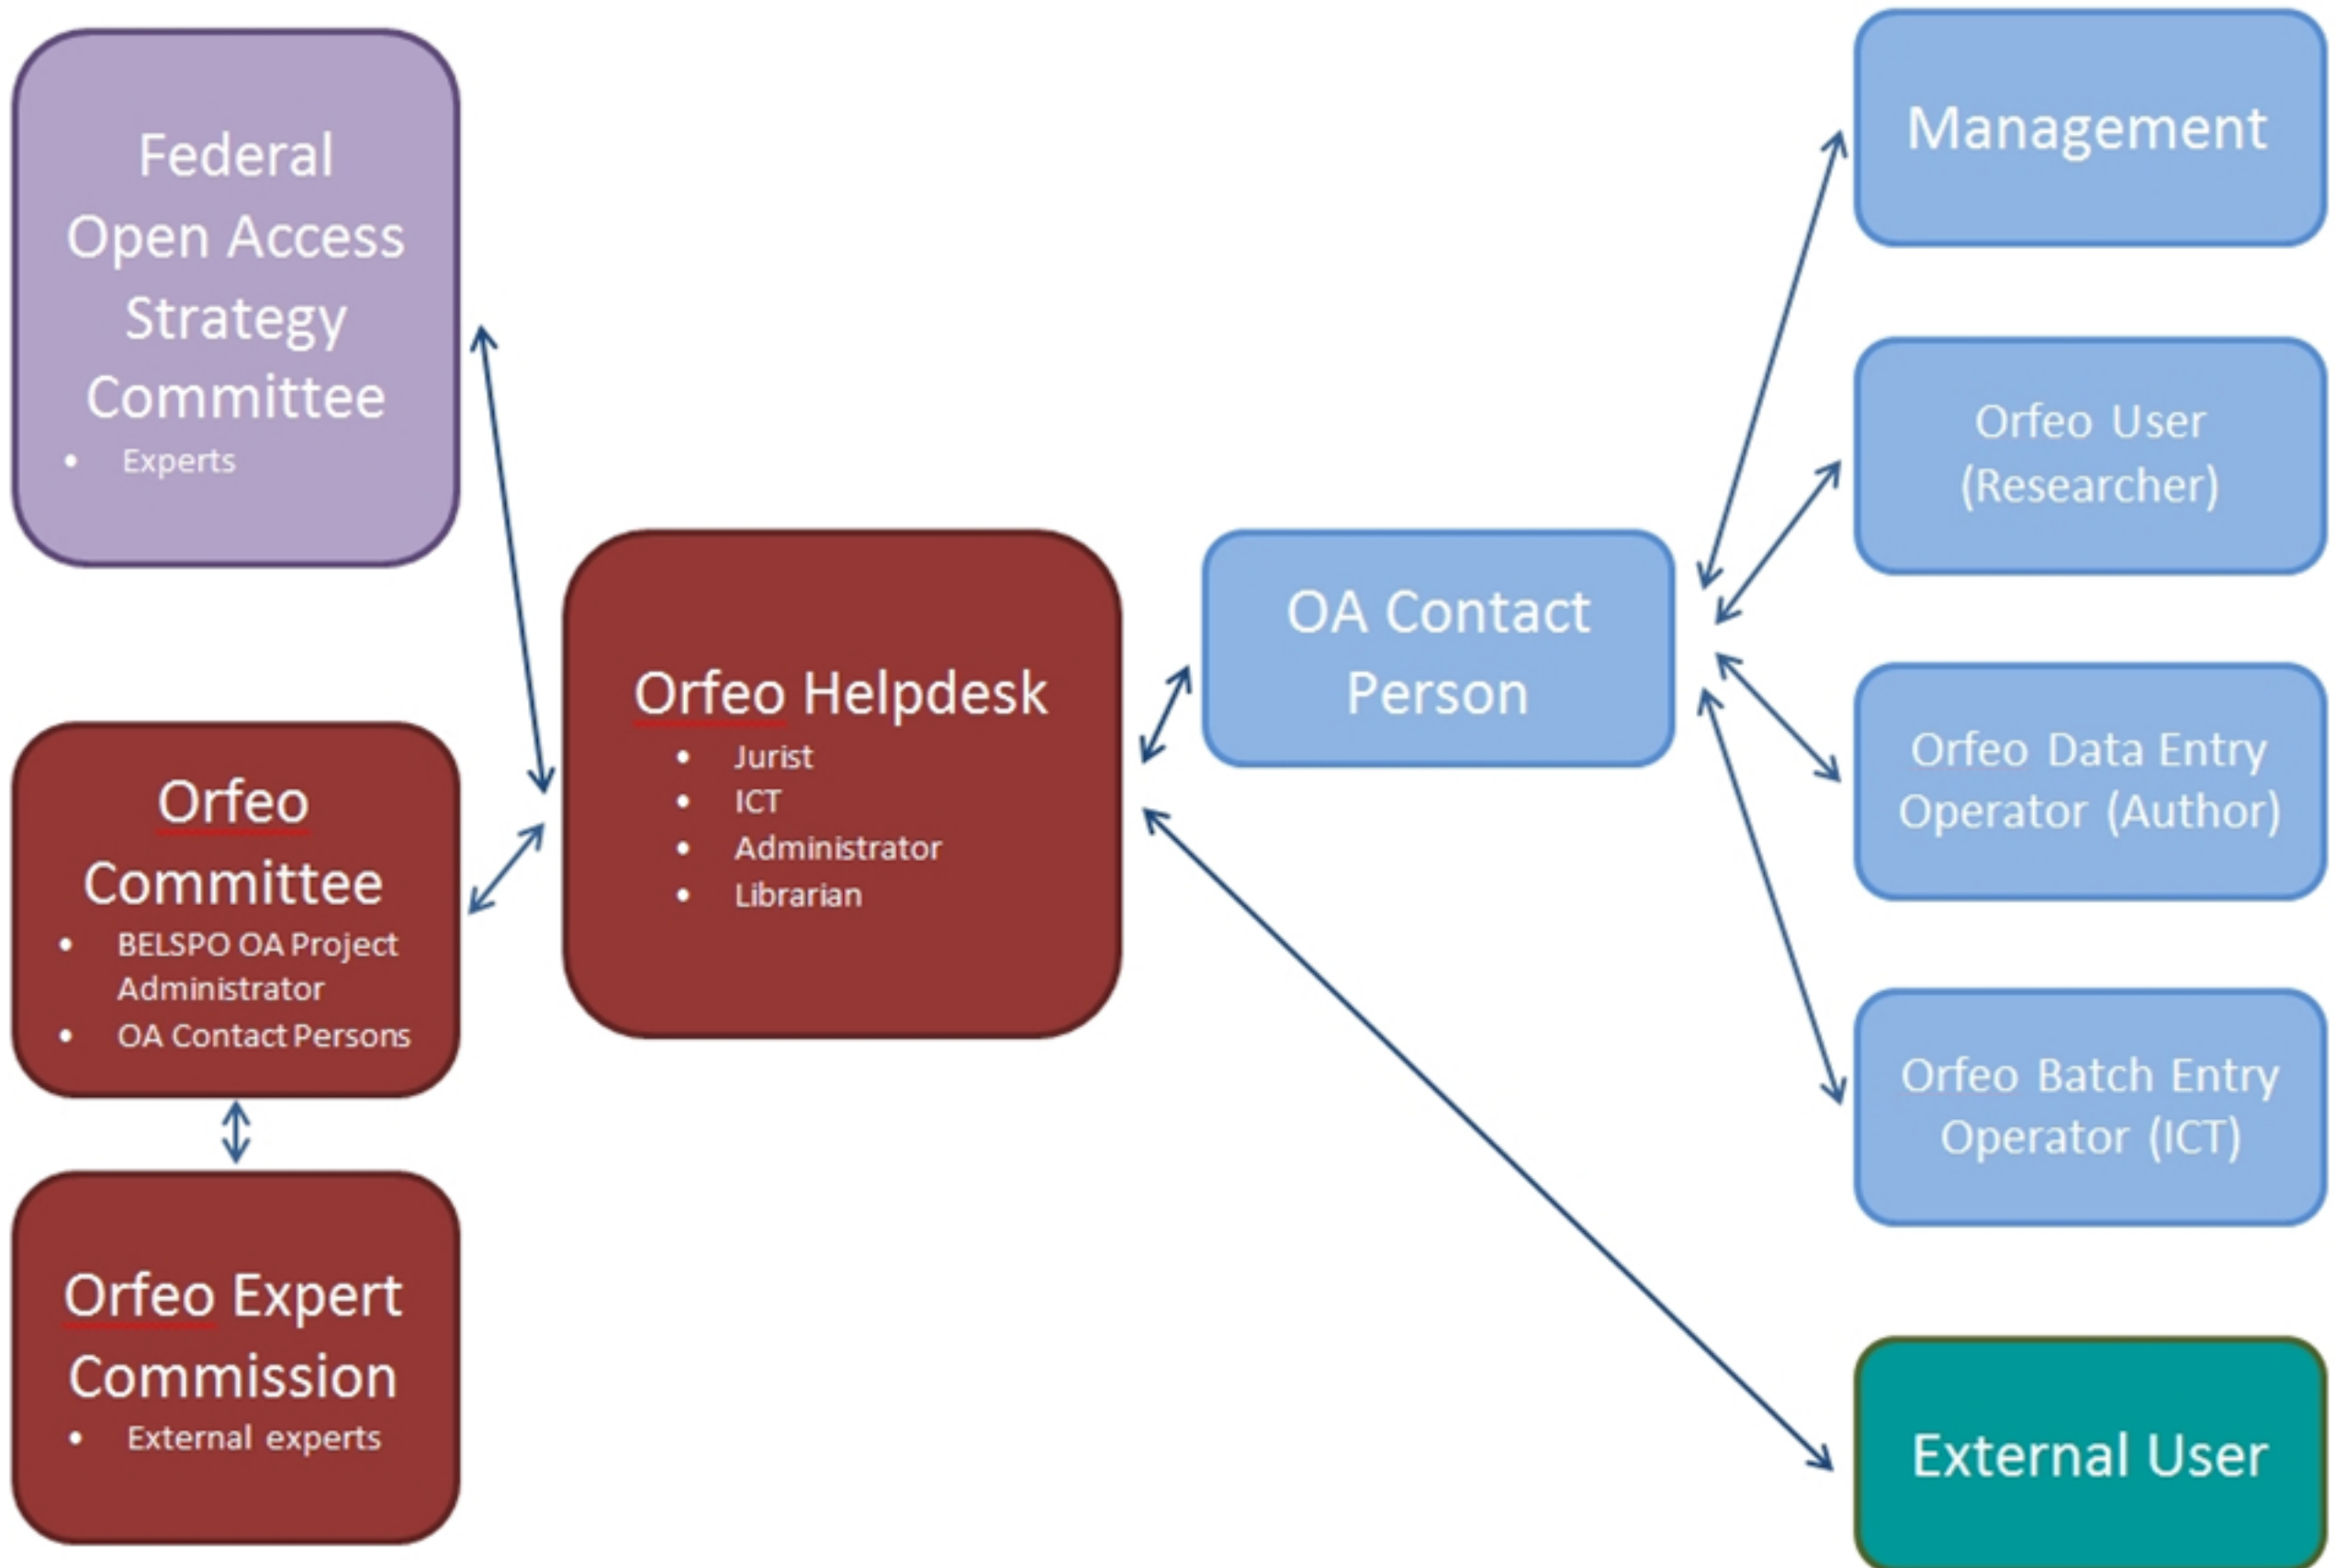 Federal
Open Access
Strategy
Committee
• Experts
Orfeo
Committee
• BELSPO OA Project
Administrator
• OA Contact Persons
Orfeo Expert
Commission
• External experts
Orfeo Helpdesk
• Jurist
• ICT
• Administrator
• Librarian
OA Contact
Person
Management
Orfeo User
(Researcher)
Orfeo Data Entry
Operator (Author)
Orfeo Batch Entry
Operator (ICT)
External User